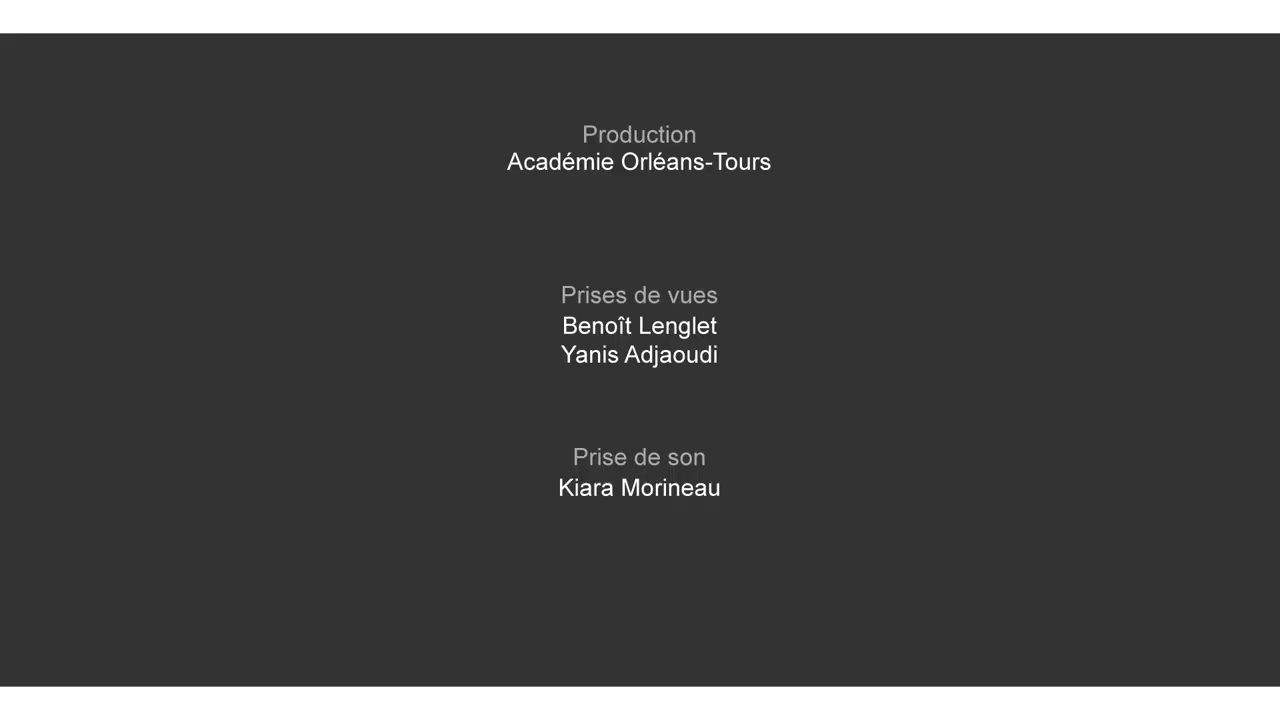 Production
Académie Orléans-Tours
Prises de vues
Benoît Lenglet
Yanis Adjaoudi
Prise de son
Kiara Morineau